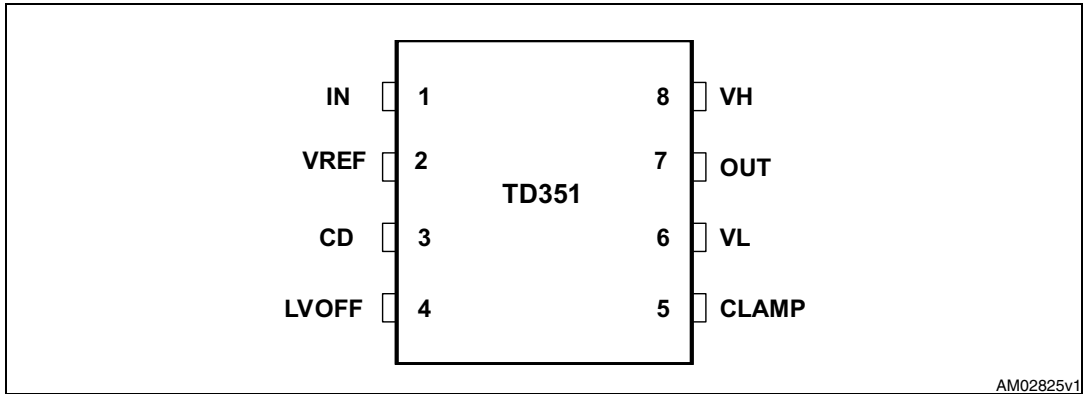 IN 1 8 VH
VREF 2 7 OUT
TD351
CD 3 6 VL
LVOFF 4 5 CLAMP
AM02825v1